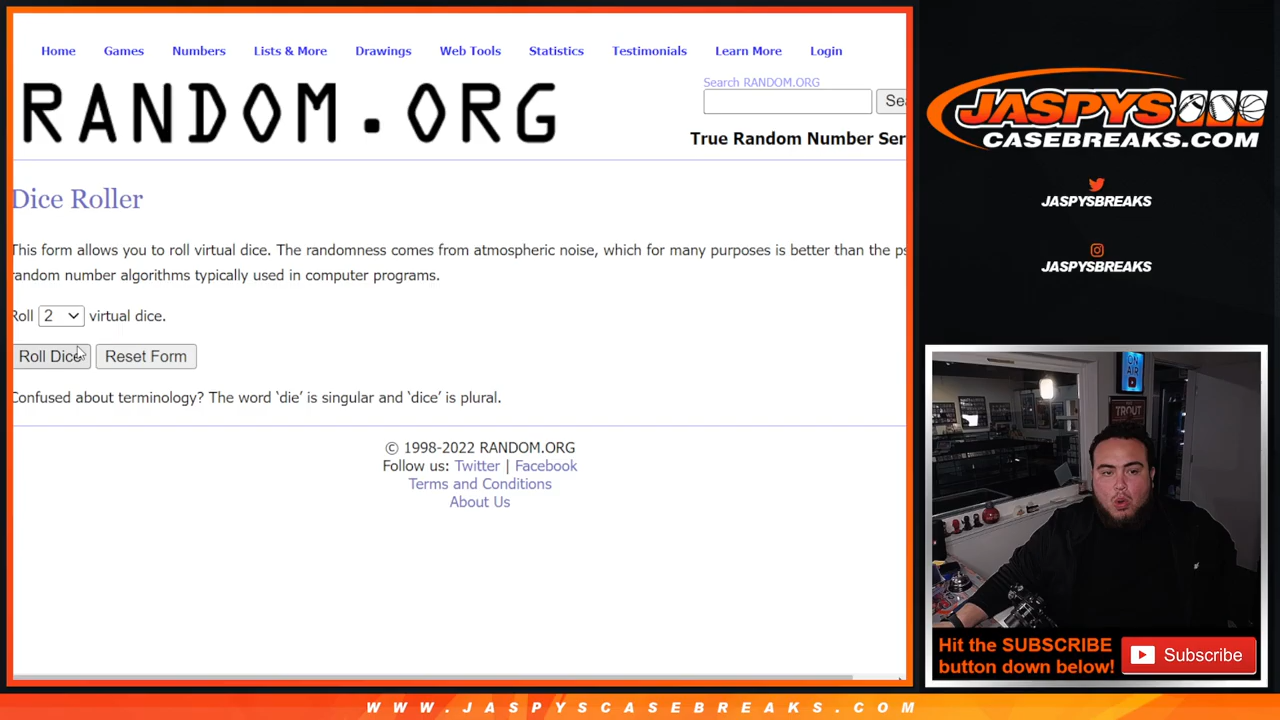 Home Games Numbers Lists & More Drawings Web Tools Statistics Testimonials Learn More Login
RANDOM.ORG
Search RANDOM.ORG
Sea
True Random Number Ser
Dice Roller
This form allows you to roll virtual dice. The randomness comes from atmospheric noise, which for many purposes is better than the ps
random number algorithms typically used in computer programs.
Roll 2 virtual dice.
Roll Dice Reset Form
Confused about terminology? The word ‘die’ is singular and ‘dice’ is plural.
© 1998-2022 RANDOM.ORG
Follow us: Twitter | Facebook
Terms and Conditions
About Us
JASPYS
CASEBREAKS.COM
JASPYSBREAKS
JASPYSBREAKS
ON
AIR
TROUT
Hit the SUBSCRIBE
button down below!
Subscribe
WWW.JASPYSCASEBREAKS.COM